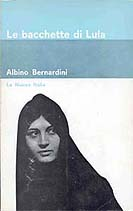 Le bacchette di Lula
Albino Bernardini
La Nuova Italia